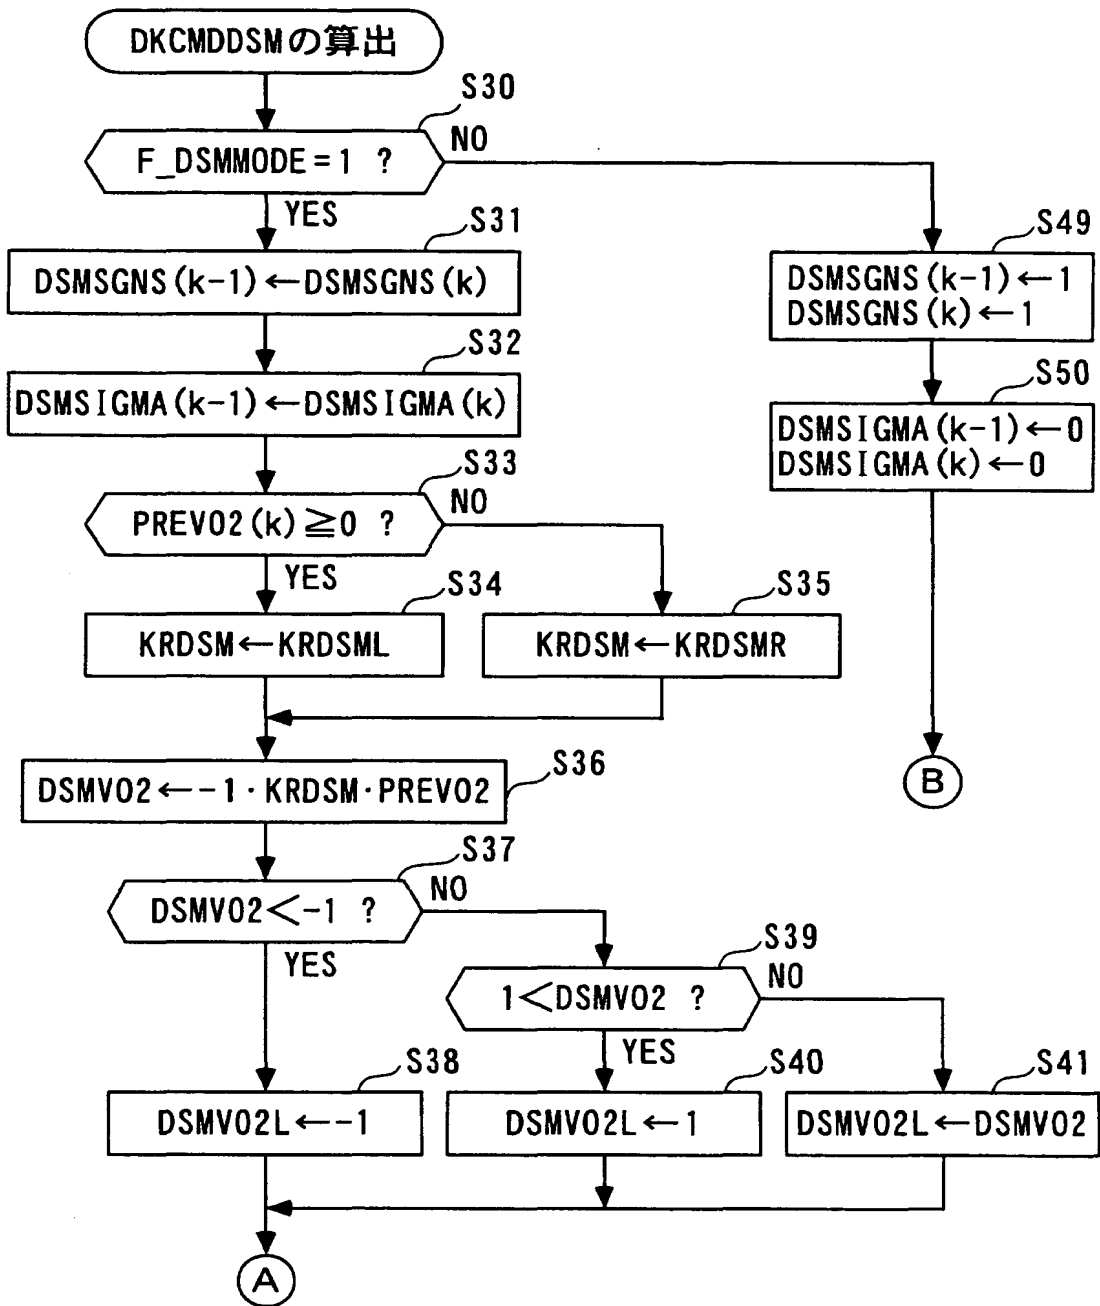 DKCMDDSMの算出
S30
F_DSMMODE=1 ?
NO
YES
S31
DSMSGNS(k-1)←DSMSGNS(k)
S49
DSMSGNS(k-1)←1
DSMSGNS(k)←1
S32
DSMSIGMA(k-1)←DSMSIGMA(k)
S50
DSMSIGMA(k-1)←0
DSMSIGMA(k)←0
S33
PREVO2(k)≧0 ?
NO
YES
S34
KRDSM←KRDSML
S35
KRDSM←KRDSMR
S36
DSMVO2←-1·KRDSM·PREVO2
B
S37
DSMVO2<-1 ?
NO
YES
S39
1<DSMVO2 ?
NO
YES
S38
DSMVO2L←-1
S40
DSMVO2L←1
S41
DSMVO2L←DSMVO2
A